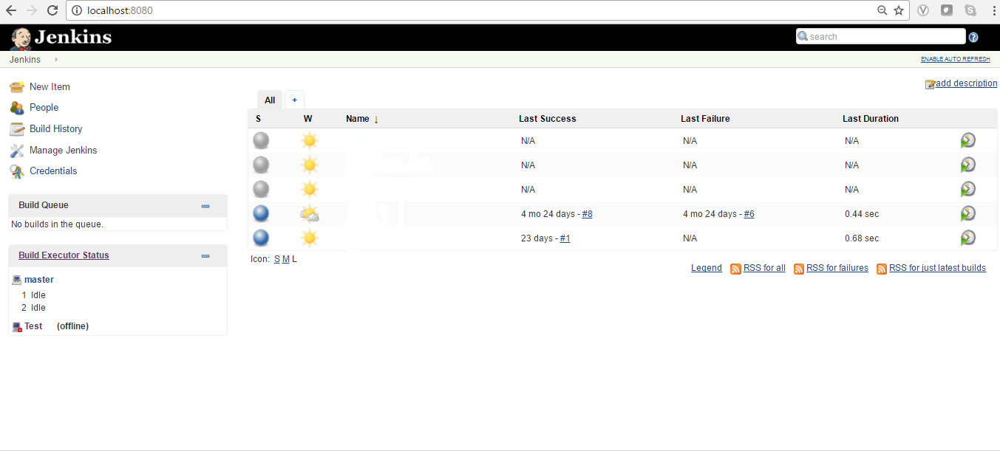 localhost:8080
Jenkins
search
Jenkins
ENABLE AUTO REFRESH
New Item
People
Build History
Manage Jenkins
Credentials
Build Queue
No builds in the queue.
Build Executor Status
master
1 Idle
2 Idle
Test (offline)
add description
All +
S W Name ↓ Last Success Last Failure Last Duration
N/A N/A N/A
N/A N/A N/A
N/A N/A N/A
4 mo 24 days - #8 4 mo 24 days - #6 0.44 sec
23 days - #1 N/A 0.68 sec
Icon: S M L
Legend RSS for all RSS for failures RSS for just latest builds